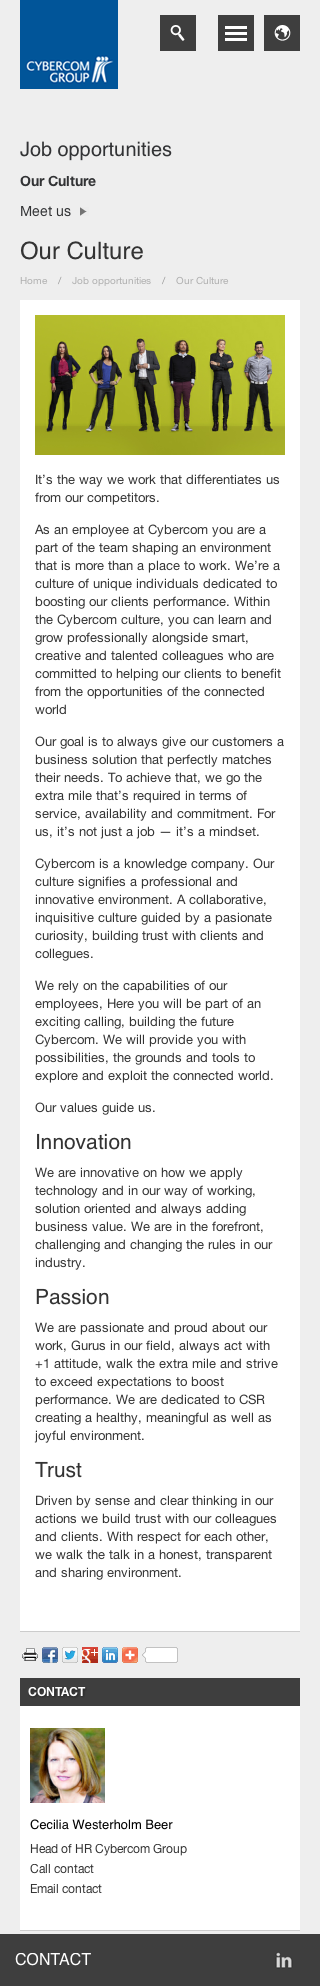 CYBERCOM
GROUP
Job opportunities
Our Culture
Meet us
Our Culture
Home / Job opportunities / Our Culture
It's the way we work that differentiates us
from our competitors.
As an employee at Cybercom you are a
part of the team shaping an environment
that is more than a place to work. We're a
culture of unique individuals dedicated to
boosting our clients performance. Within
the Cybercom culture, you can learn and
grow professionally alongside smart,
creative and talented colleagues who are
committed to helping our clients to benefit
from the opportunities of the connected
world
Our goal is to always give our customers a
business solution that perfectly matches
their needs. To achieve that, we go the
extra mile that's required in terms of
service, availability and commitment. For
us, it's not just a job — it's a mindset.
Cybercom is a knowledge company. Our
culture signifies a professional and
innovative environment. A collaborative,
inquisitive culture guided by a pasionate
curiosity, building trust with clients and
collegues.
We rely on the capabilities of our
employees, Here you will be part of an
exciting calling, building the future
Cybercom. We will provide you with
possibilities, the grounds and tools to
explore and exploit the connected world.
Our values guide us.
Innovation
We are innovative on how we apply
technology and in our way of working,
solution oriented and always adding
business value. We are in the forefront,
challenging and changing the rules in our
industry.
Passion
We are passionate and proud about our
work, Gurus in our field, always act with
+1 attitude, walk the extra mile and strive
to exceed expectations to boost
performance. We are dedicated to CSR
creating a healthy, meaningful as well as
joyful environment.
Trust
Driven by sense and clear thinking in our
actions we build trust with our colleagues
and clients. With respect for each other,
we walk the talk in a honest, transparent
and sharing environment.
CONTACT
Cecilia Westerholm Beer
Head of HR Cybercom Group
Call contact
Email contact
CONTACT in